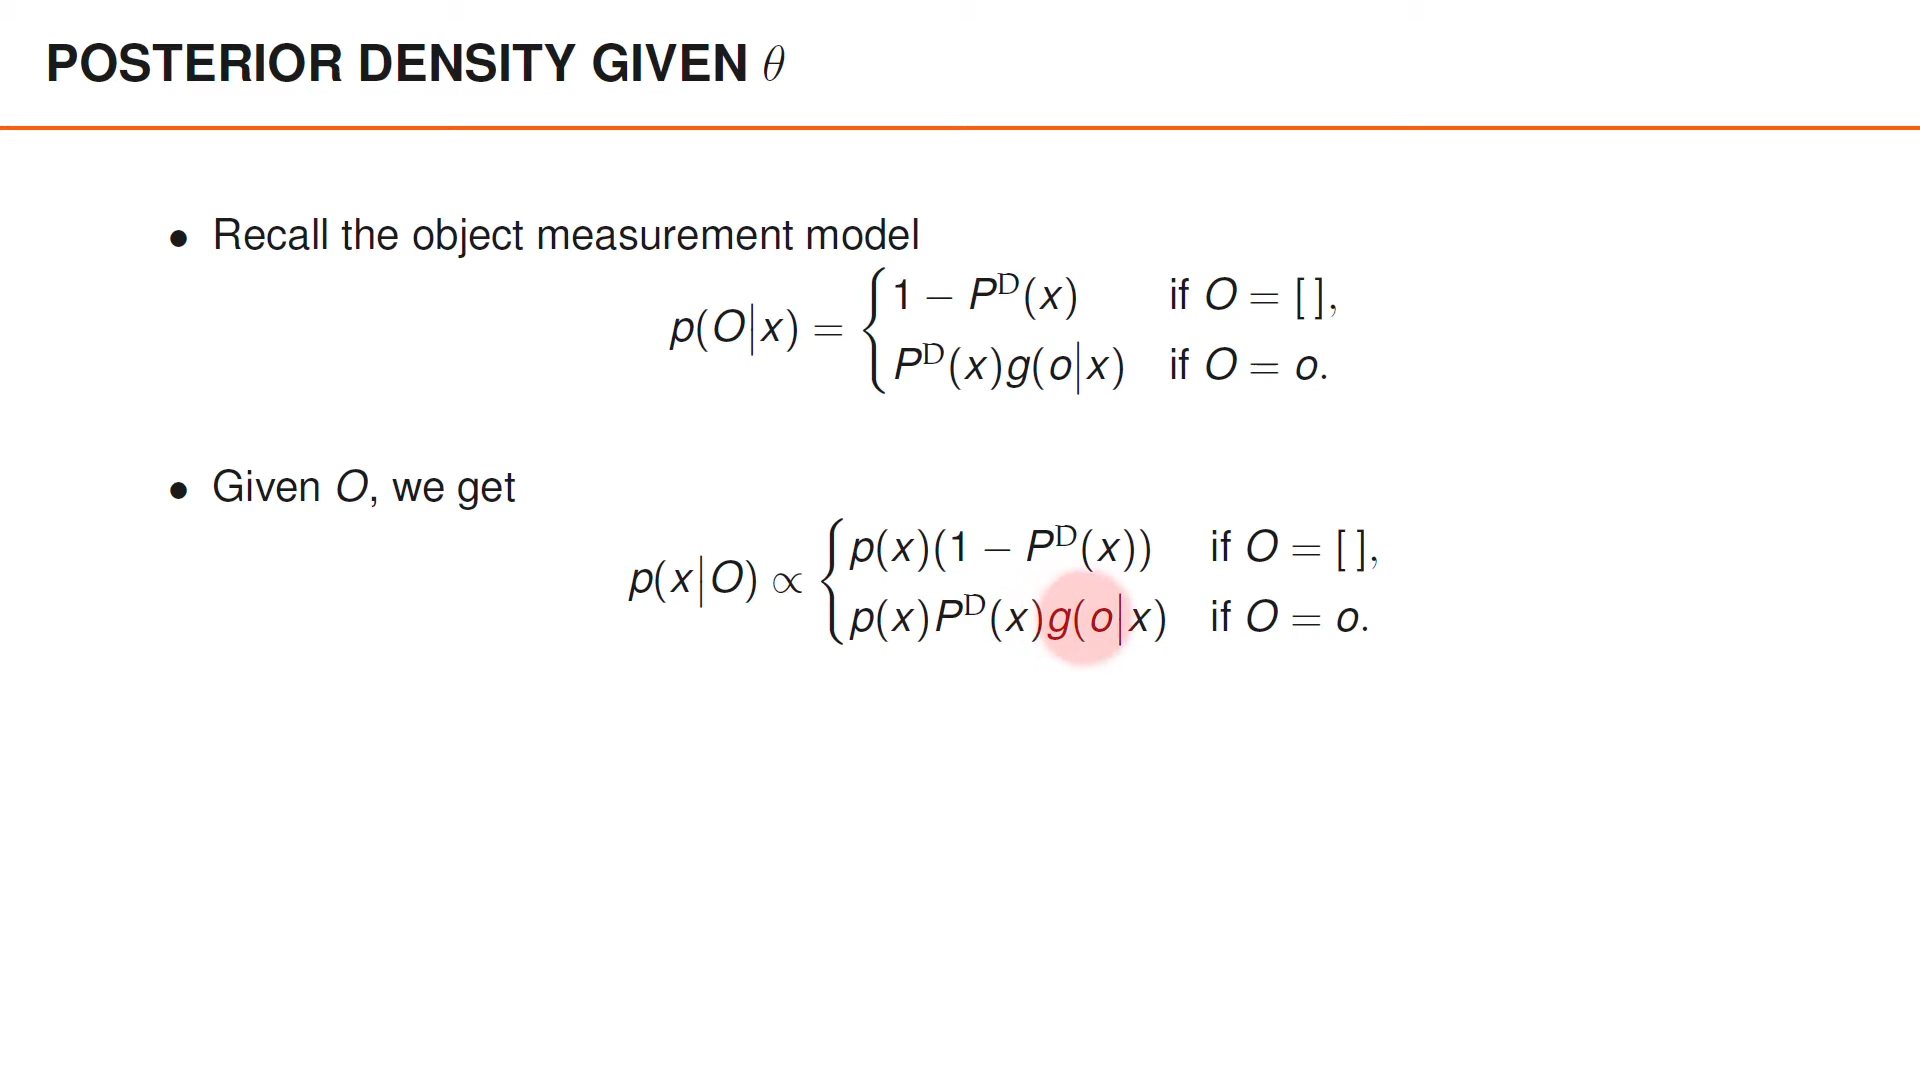 POSTERIOR DENSITY GIVEN θ
• Recall the object measurement model
p(O|x) = { 1 − P^D(x) if O = [],
P^D(x)g(o|x) if O = o.
• Given O, we get
p(x|O) ∝ { p(x)(1 − P^D(x)) if O = [],
p(x)P^D(x)g(o|x) if O = o.